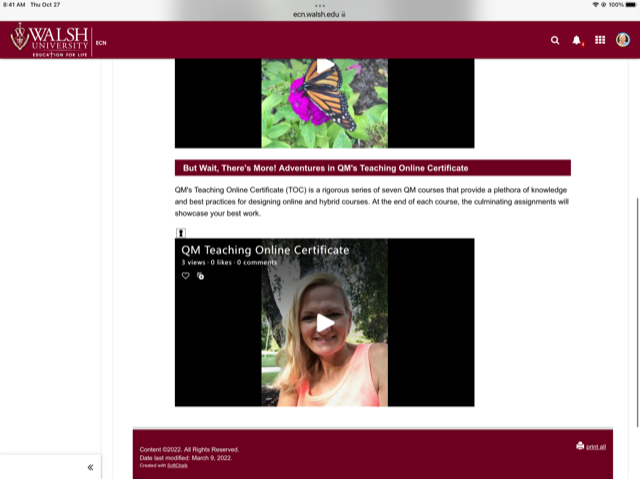 8:41 AM Thu Oct 27
100%
ecn.walsh.edu
WALSH
UNIVERSITY
EDUCATION FOR LIFE
ECN
But Wait, There's More! Adventures in QM's Teaching Online Certificate
QM's Teaching Online Certificate (TOC) is a rigorous series of seven QM courses that provide a plethora of knowledge
and best practices for designing online and hybrid courses. At the end of each course, the culminating assignments will
showcase your best work.
QM Teaching Online Certificate
3 views · 0 likes · 0 comments
Content ©2022. All Rights Reserved.
Date last modified: March 9, 2022.
Created with SoftChalk
print all
«